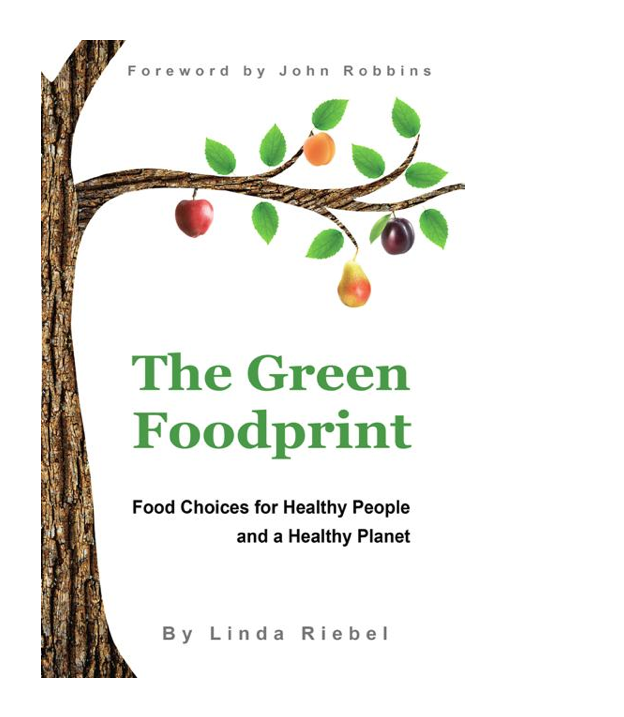 Foreword by John Robbins
The Green
Foodprint
Food Choices for Healthy People
and a Healthy Planet
By Linda Riebel